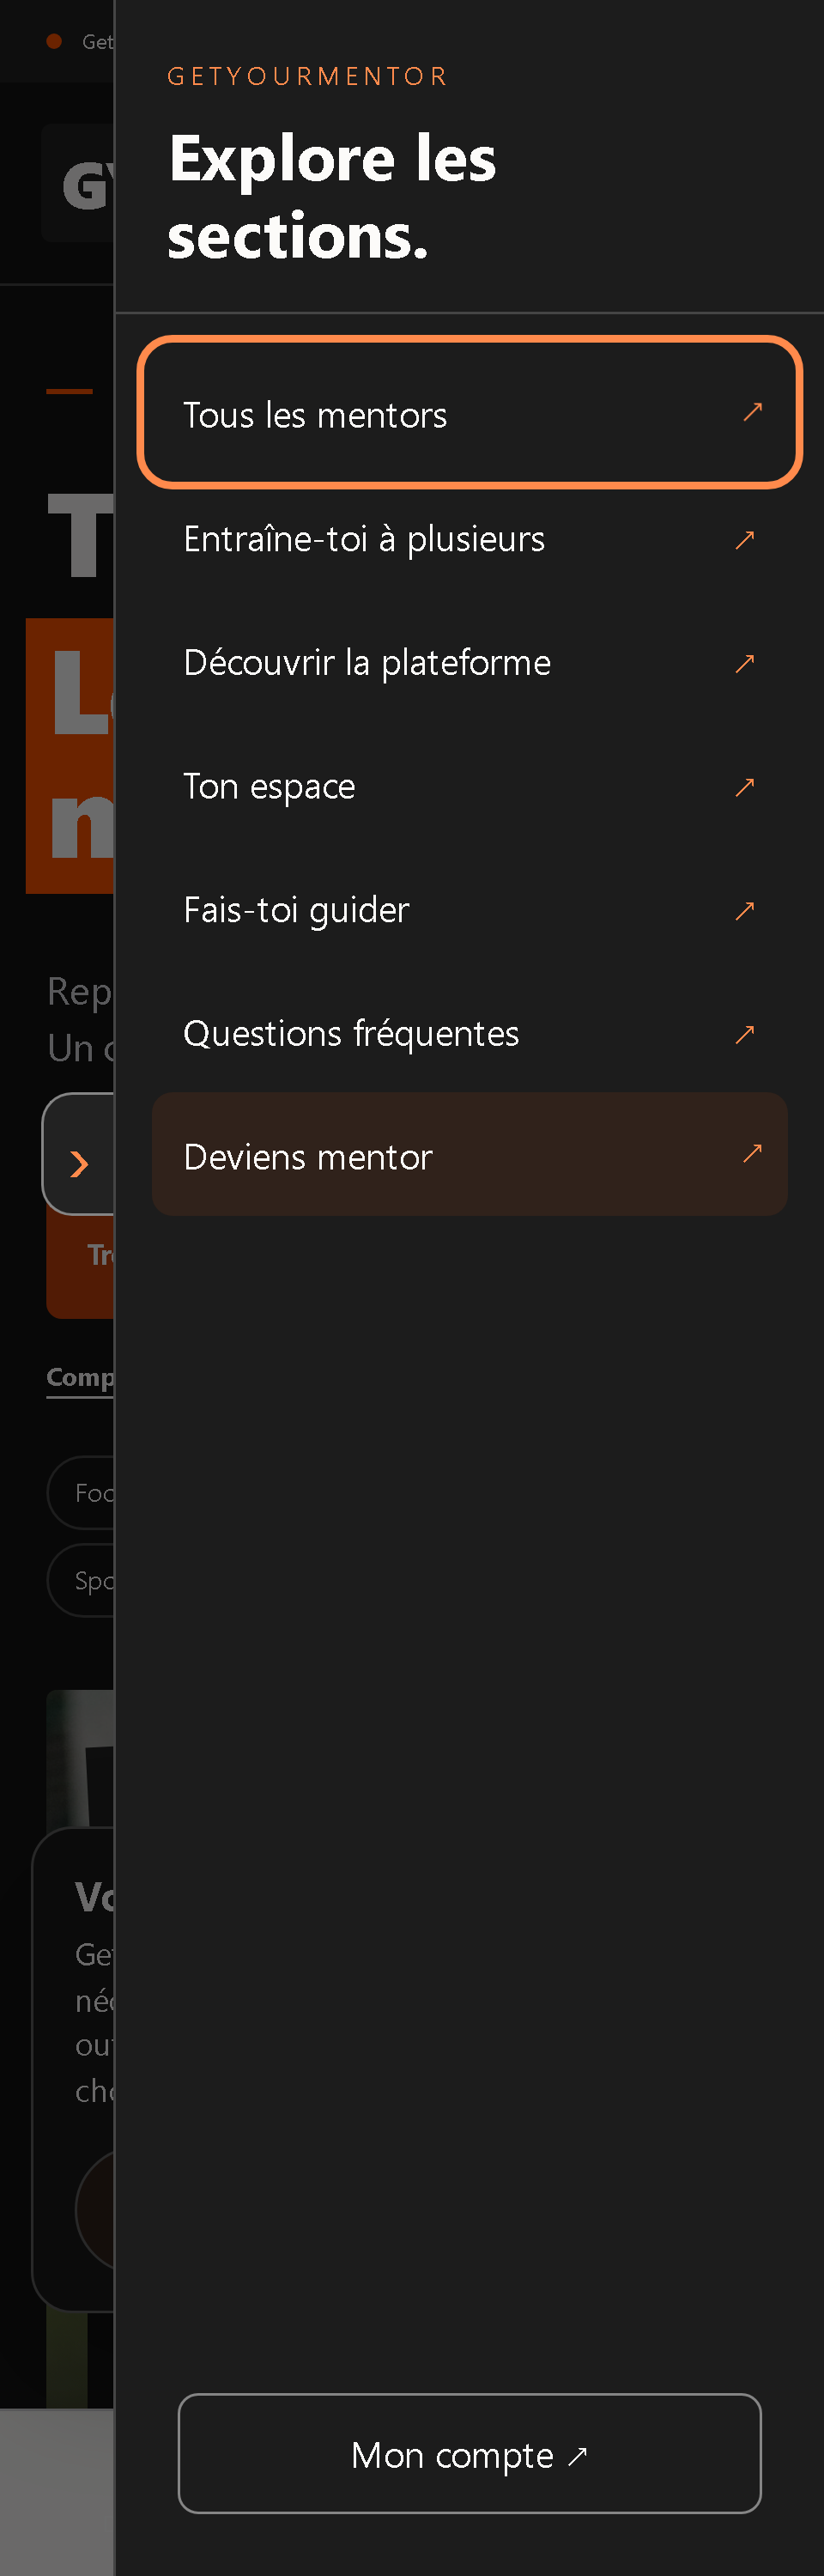 GETYOURMENTOR
Explore les
sections.
Tous les mentors ↗
Entraîne-toi à plusieurs ↗
Découvrir la plateforme ↗
Ton espace ↗
Fais-toi guider ↗
Questions fréquentes ↗
Deviens mentor ↗
Un
Mon compte ↗